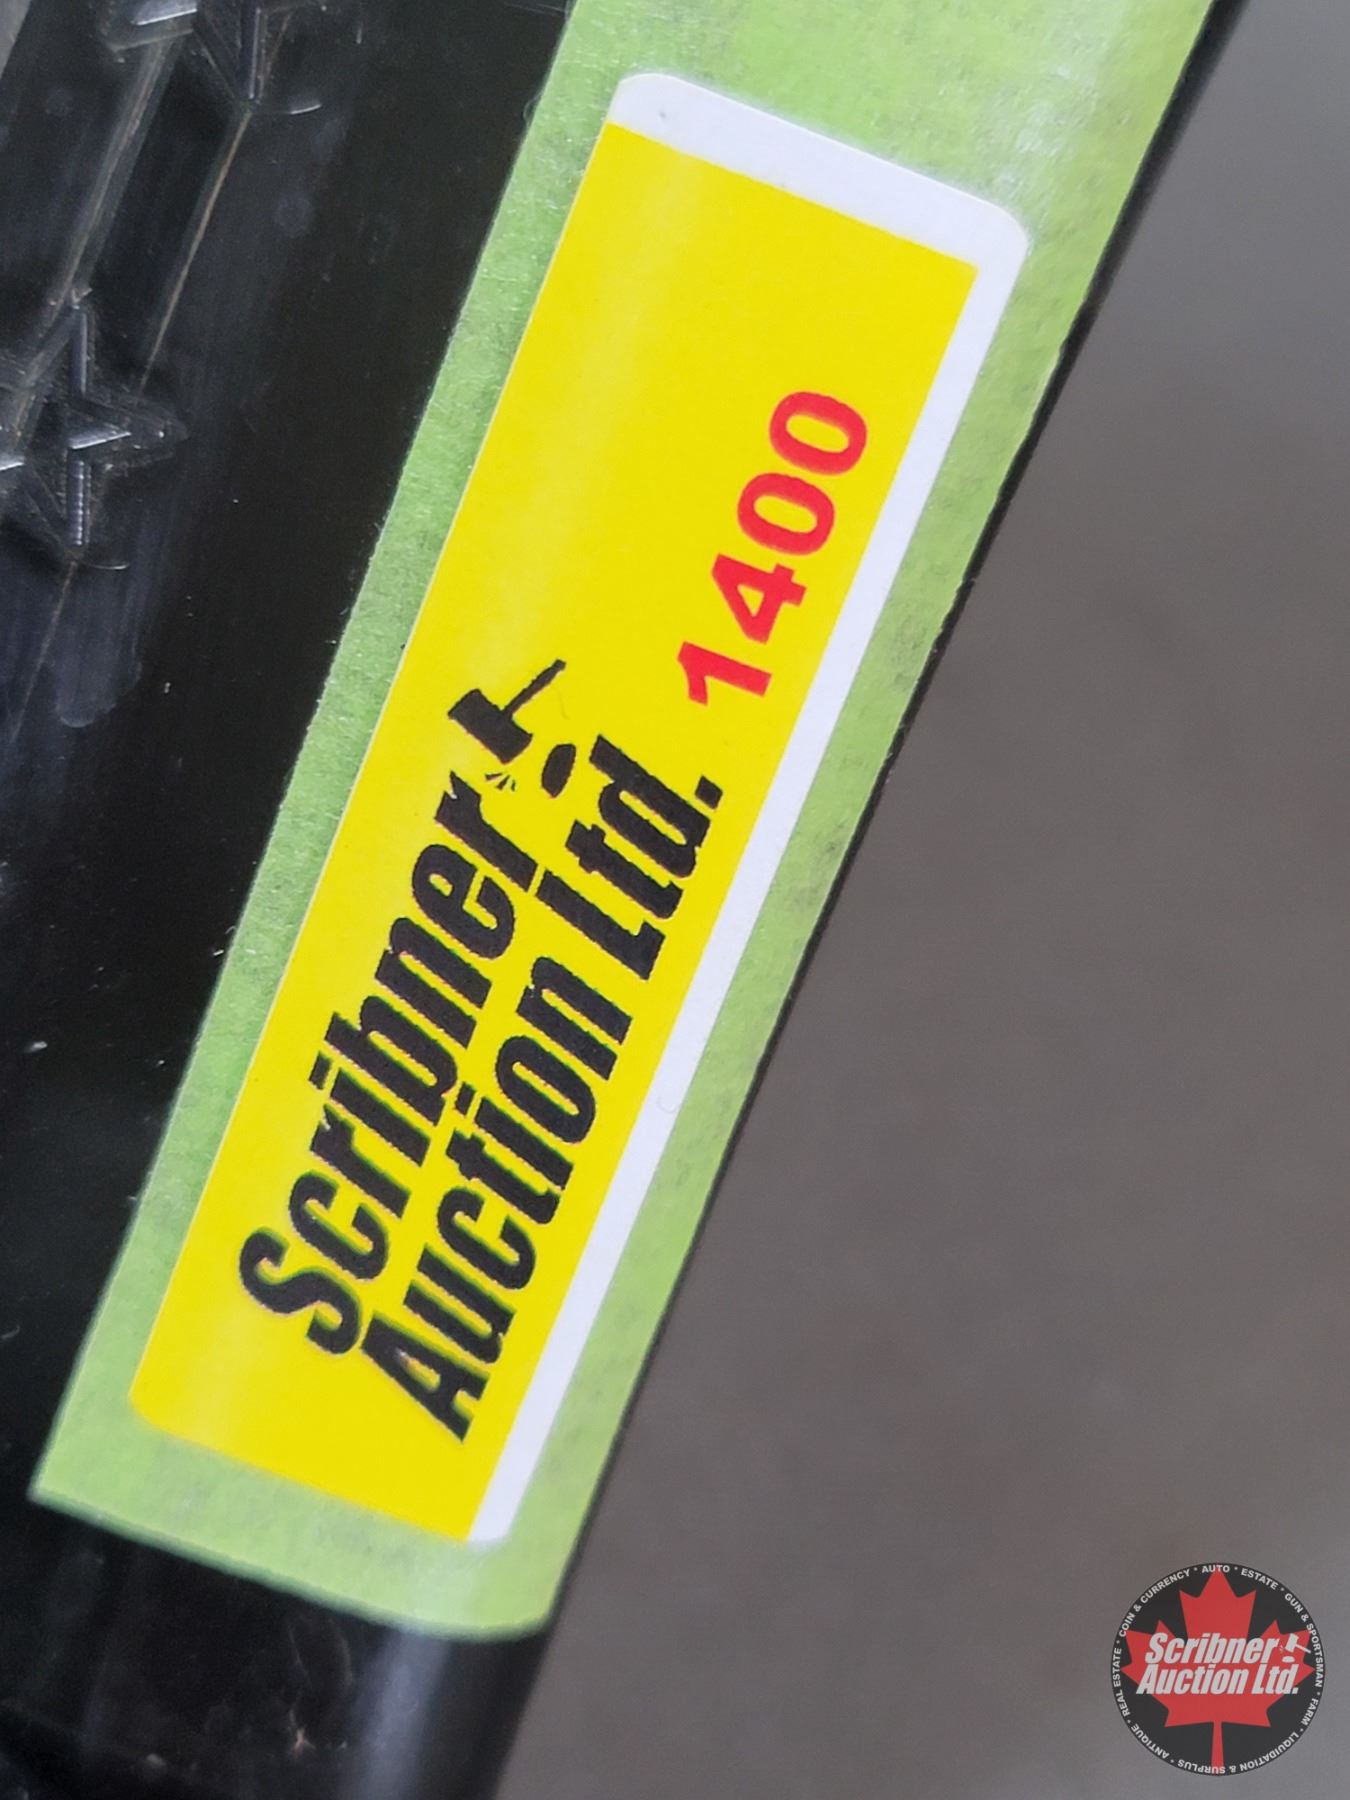 Scribner
Auction Ltd.
1400
COIN & CURRENCY • AUTO • ESTATE • GUN & SPORTSMAN • FARM • LIQUIDATION & SURPLUS • ANTIQUE • REAL ESTATE •
Scribner
Auction Ltd.